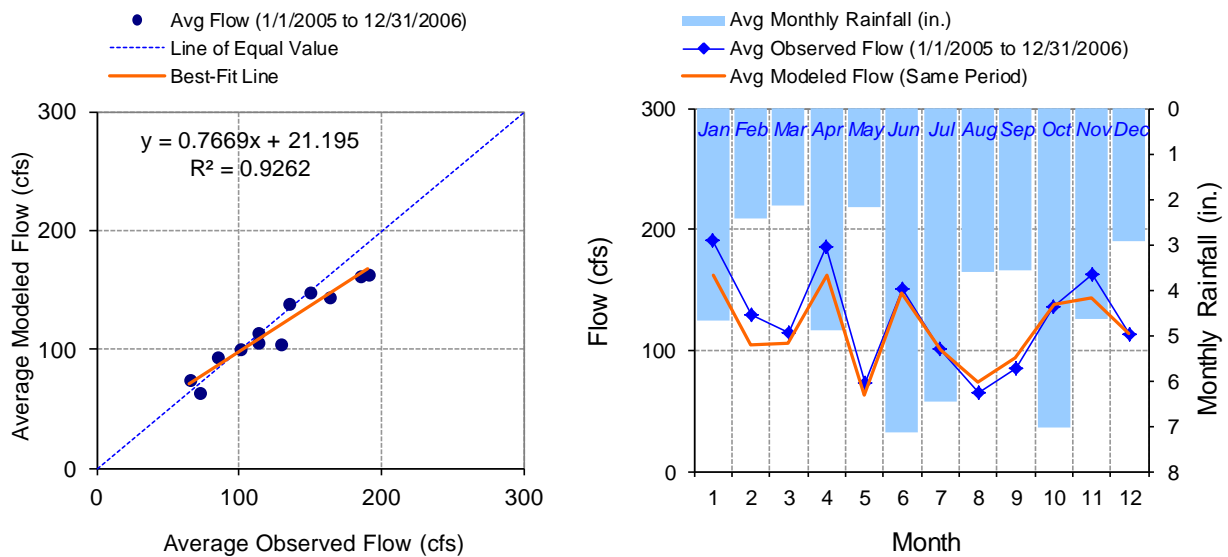 Avg Flow (1/1/2005 to 12/31/2006)
Line of Equal Value
Best-Fit Line
y = 0.7669x + 21.195
R² = 0.9262
300
200
100
0
0 100 200 300
Average Modeled Flow (cfs)
Average Observed Flow (cfs)
Avg Monthly Rainfall (in.)
Avg Observed Flow (1/1/2005 to 12/31/2006)
Avg Modeled Flow (Same Period)
Jan Feb Mar Apr May Jun Jul Aug Sep Oct Nov Dec
300
200
100
0
Flow (cfs)
0
1
2
3
4
5
6
7
8
Monthly Rainfall (in.)
1 2 3 4 5 6 7 8 9 10 11 12
Month